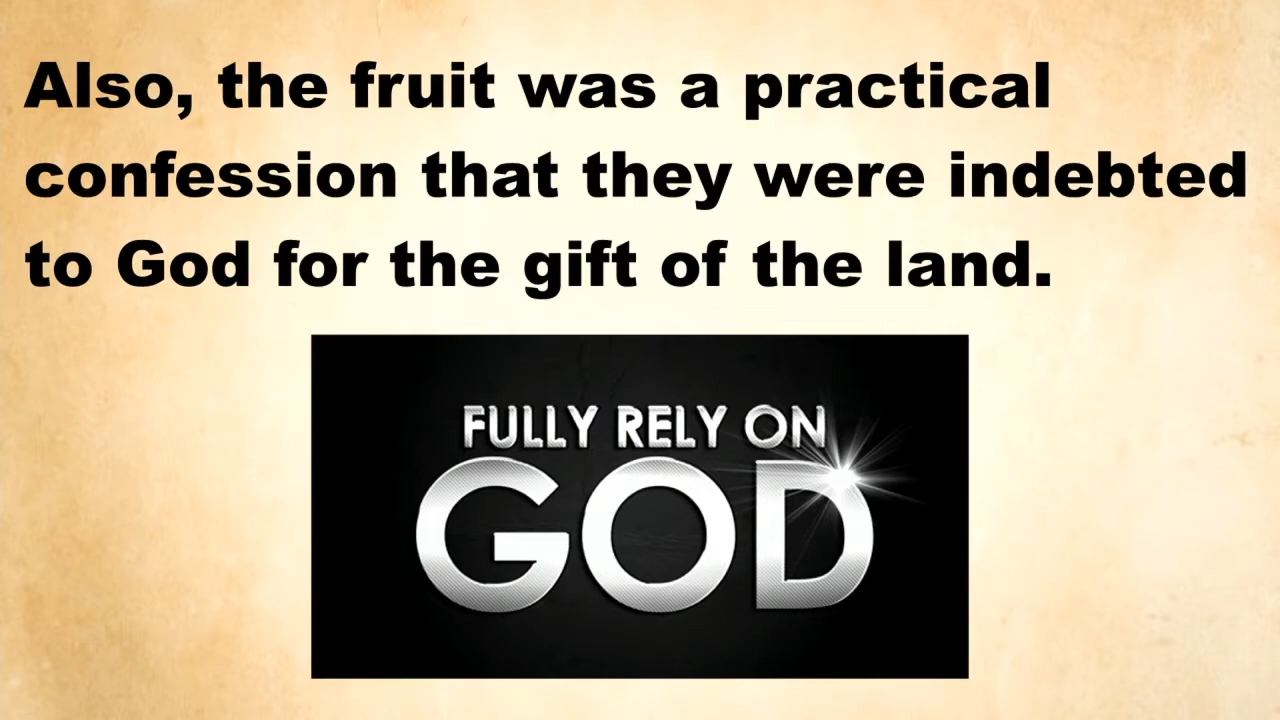 Also, the fruit was a practical
confession that they were indebted
to God for the gift of the land.
FULLY RELY ON
GOD